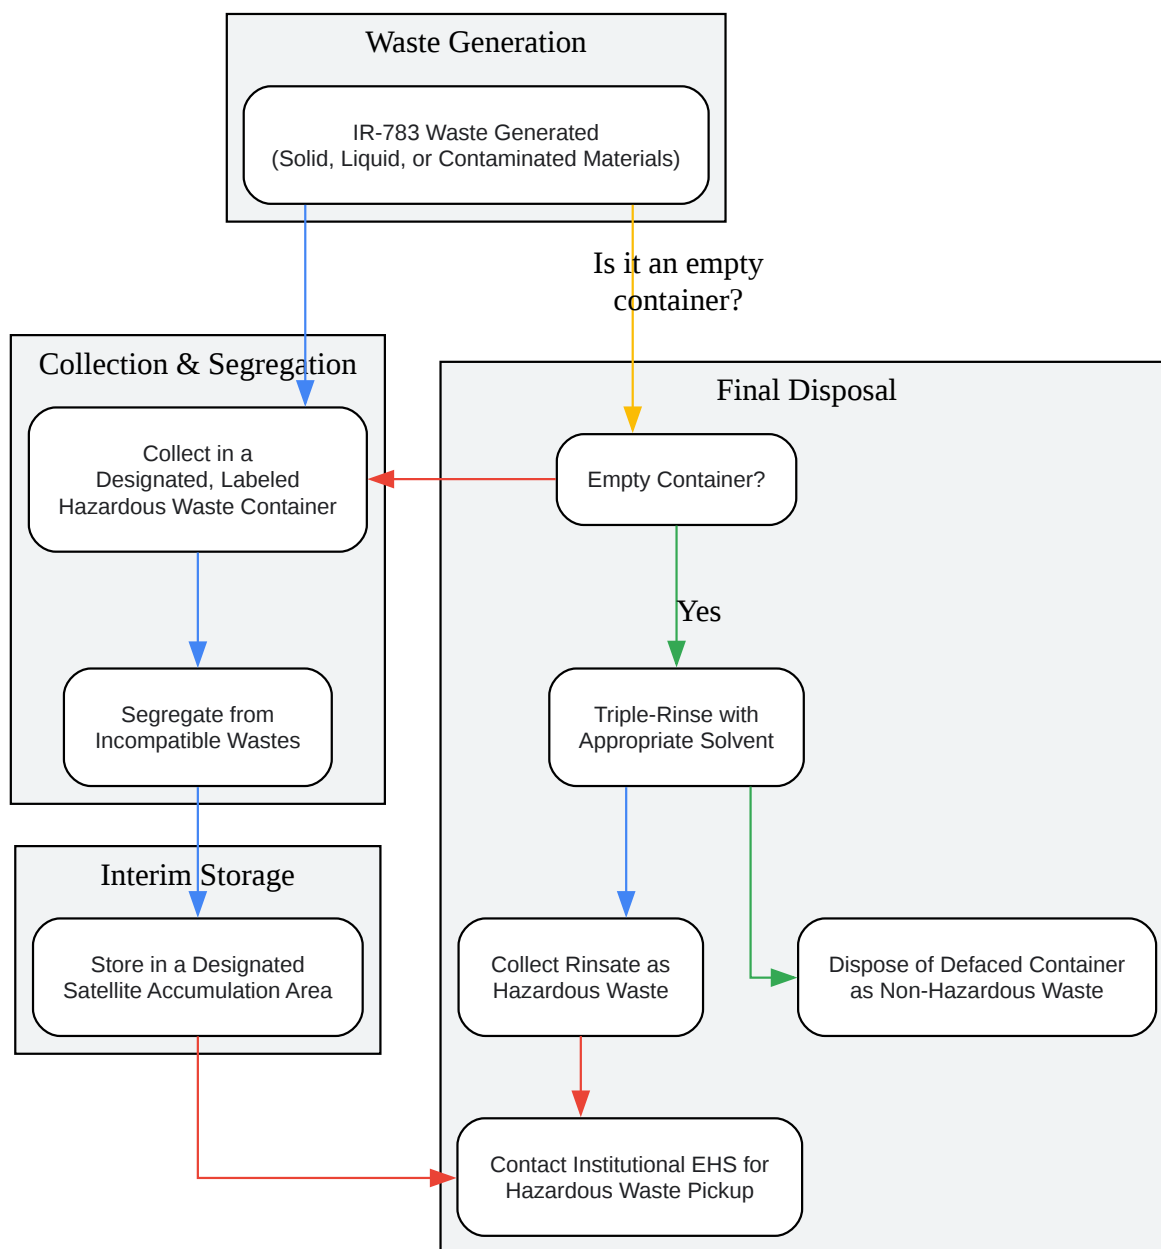 Waste Generation
IR-783 Waste Generated
(Solid, Liquid, or Contaminated Materials)
Is it an empty
container?
Collection & Segregation
Final Disposal
Collect in a
Designated, Labeled
Hazardous Waste Container
Empty Container?
Yes
Segregate from
Incompatible Wastes
Triple-Rinse with
Appropriate Solvent
Interim Storage
Store in a Designated
Satellite Accumulation Area
Collect Rinsate as
Hazardous Waste
Dispose of Defaced Container
as Non-Hazardous Waste
Contact Institutional EHS for
Hazardous Waste Pickup